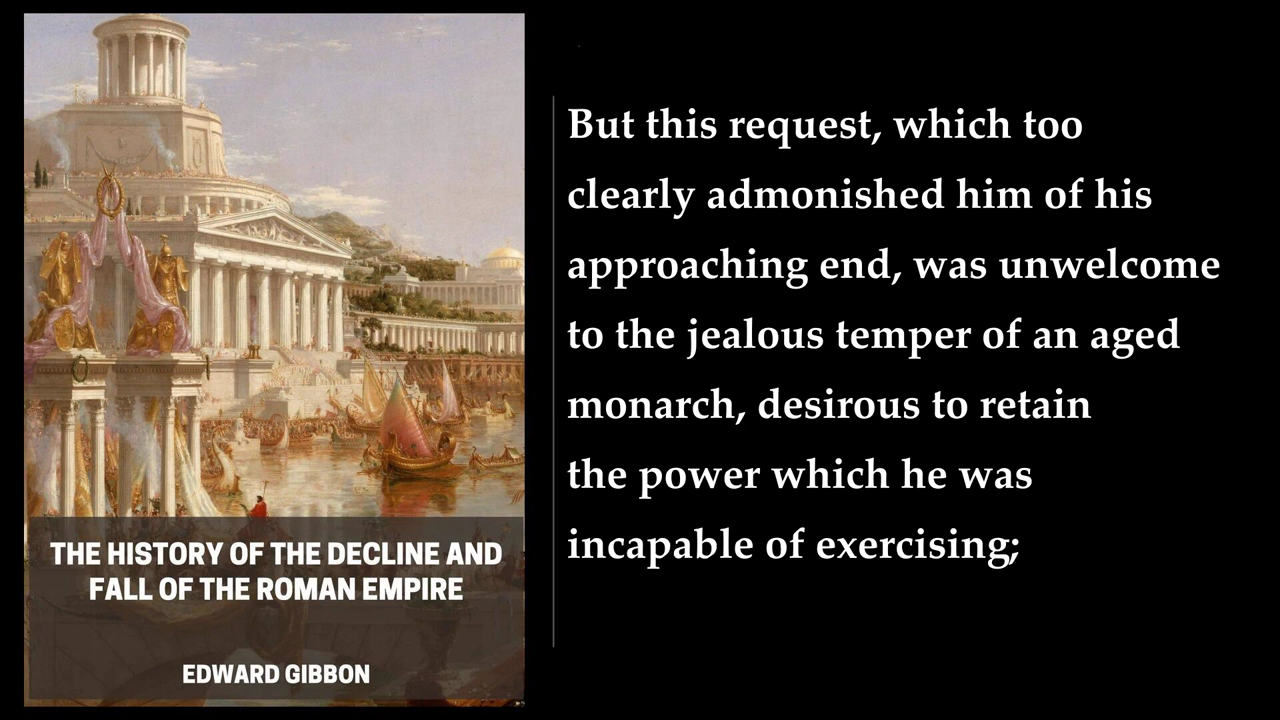 THE HISTORY OF THE DECLINE AND
FALL OF THE ROMAN EMPIRE
EDWARD GIBBON
But this request, which too
clearly admonished him of his
approaching end, was unwelcome
to the jealous temper of an aged
monarch, desirous to retain
the power which he was
incapable of exercising;